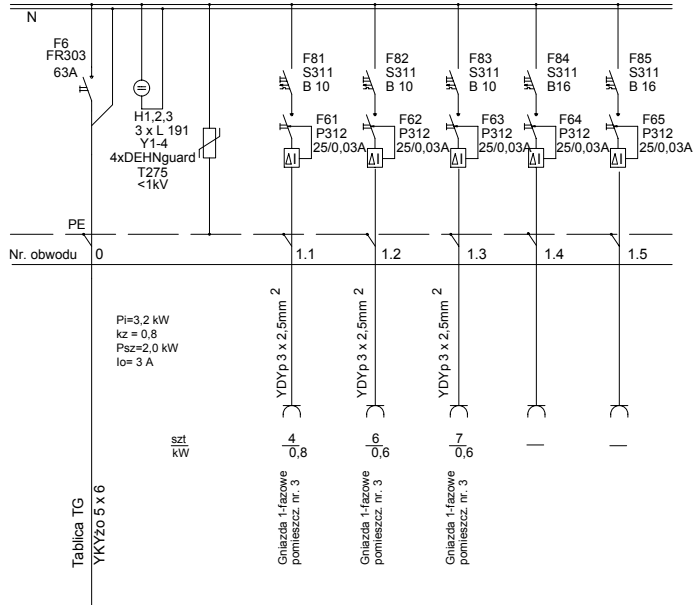 N
F6
FR303
63A
H1,2,3
3 x L 191
Y1-4
4xDEHNguard
T275
<1kV
F81
S311
B 10
F82
S311
B 10
F83
S311
B 10
F84
S311
B16
F85
S311
B 16
F61
P312
25/0,03A
ΔI
F62
P312
25/0,03A
ΔI
F63
P312
25/0,03A
ΔI
F64
P312
25/0,03A
ΔI
F65
P312
25/0,03A
ΔI
PE
Nr. obwodu 0 1.1 1.2 1.3 1.4 1.5
Pi=3,2 kW
kz = 0,8
Psz=2,0 kW
Io= 3 A
YDYp 3 x 2,5mm 2
YDYp 3 x 2,5mm 2
YDYp 3 x 2,5mm 2
szt 4 6 7
kW 0,8 0,6 0,6
Tablica TG
YKYżo 5 x 6
Gniazda 1-fazowe
pomieszcz. nr. 3
Gniazda 1-fazowe
pomieszcz. nr. 3
Gniazda 1-fazowe
pomieszcz. nr. 3